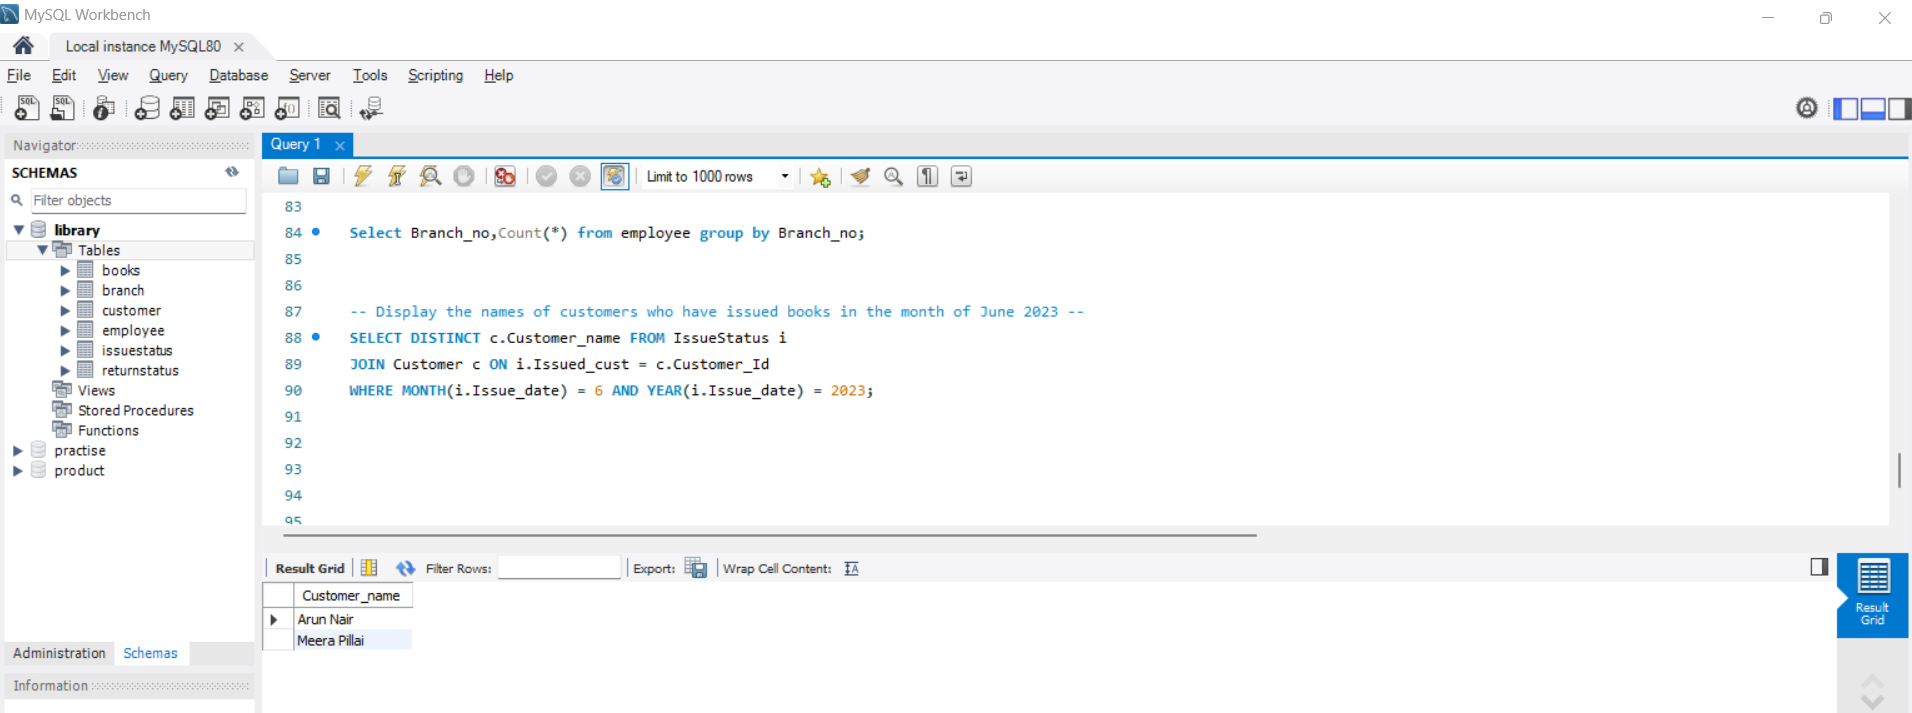 MySQL Workbench
Local instance MySQL80
File Edit View Query Database Server Tools Scripting Help
Navigator
SCHEMAS
Filter objects
library
Tables
books
branch
customer
employee
issuestatus
returnstatus
Views
Stored Procedures
Functions
practise
product
Administration Schemas
Information
Query 1
Limit to 1000 rows
83
84 Select Branch_no,Count(*) from employee group by Branch_no;
85
86
87 -- Display the names of customers who have issued books in the month of June 2023 --
88 SELECT DISTINCT c.Customer_name FROM IssueStatus i
89 JOIN Customer c ON i.Issued_cust = c.Customer_Id
90 WHERE MONTH(i.Issue_date) = 6 AND YEAR(i.Issue_date) = 2023;
91
92
93
94
95
Result Grid Filter Rows: Export: Wrap Cell Content:
Customer_name
Arun Nair
Meera Pillai
Result
Grid